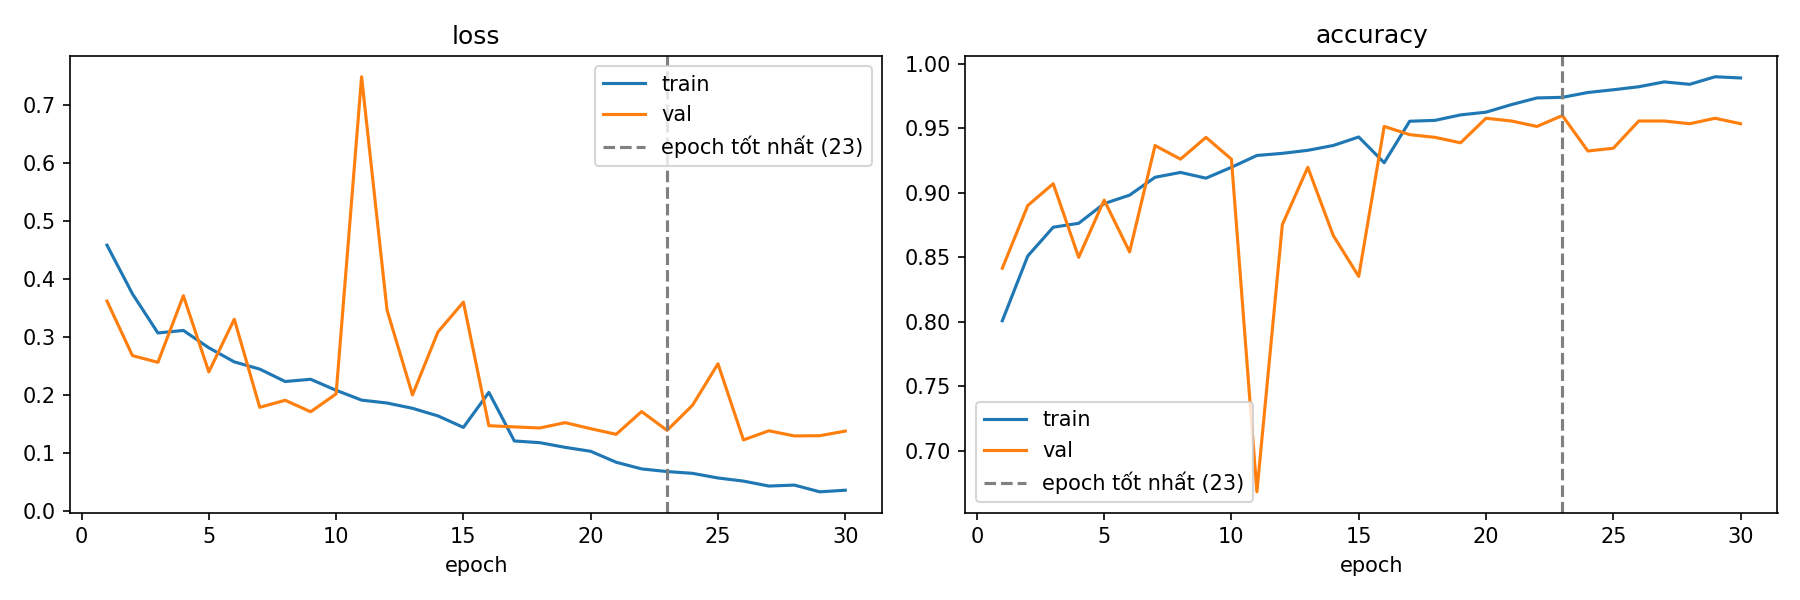 loss
0.7
0.6
0.5
0.4
0.3
0.2
0.1
0.0
train
val
epoch tốt nhất (23)
0 5 10 15 20 25 30
epoch
accuracy
1.00
0.95
0.90
0.85
0.80
0.75
0.70
train
val
epoch tốt nhất (23)
0 5 10 15 20 25 30
epoch